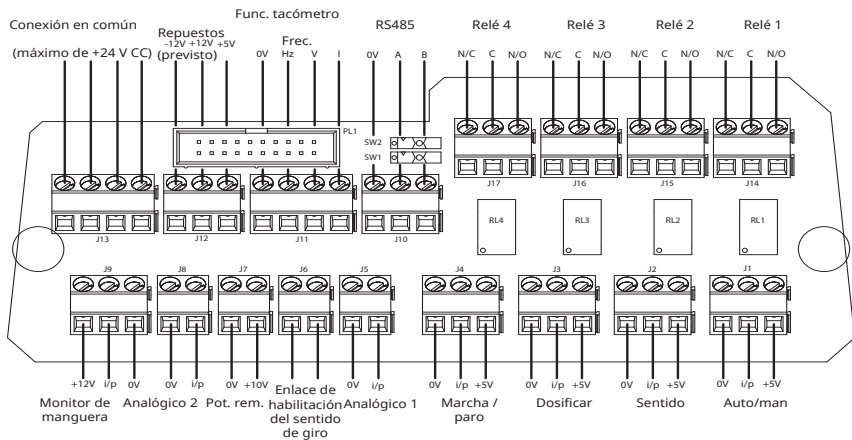 Conexión en común
(máximo de +24 V CC)
Repuestos
-12V +12V +5V
(previsto)
Func. tacómetro
Frec.
0V Hz V I
RS485
0V A B
Relé 4
N/C C N/O
Relé 3
N/C C N/O
Relé 2
N/C C N/O
Relé 1
N/C C N/O
PL1
SW2
SW1
J17 J16 J15 J14
J13 J12 J11 J10
RL4 RL3 RL2 RL1
J9 J8 J7 J6 J5 J4 J3 J2 J1
+12V i/p 0V
Monitor de
manguera
0V i/p
Analógico 2
0V +10V
Pot. rem.
Enlace de
habilitación
del sentido
de giro
0V i/p
Analógico 1
0V i/p +5V
Marcha /
paro
0V i/p +5V
Dosificar
0V i/p +5V
Sentido
0V i/p +5V
Auto/man